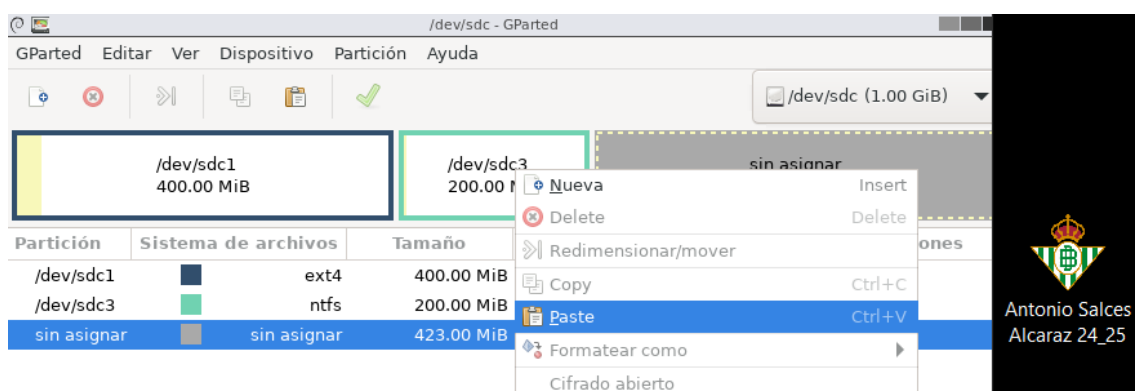 /dev/sdc - GParted
GParted Editar Ver Dispositivo Partición Ayuda
/dev/sdc (1.00 GiB)
/dev/sdc1
400.00 MiB
/dev/sdc3
200.00
sin asignar
Nueva Insert
Delete Delete
Redimensionar/mover
Copy Ctrl+C
Paste Ctrl+V
Formatear como
Cifrado abierto
Partición Sistema de archivos Tamaño ones
/dev/sdc1 ext4 400.00 MiB
/dev/sdc3 ntfs 200.00 MiB
sin asignar sin asignar 423.00 MiB
Antonio Salces
Alcaraz 24_25